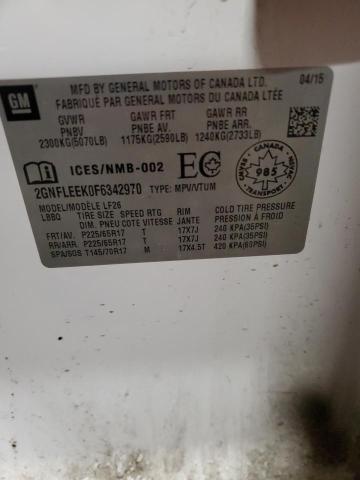 GM
MFD BY GENERAL MOTORS OF CANADA LTD.
04/15
FABRIQUÉ PAR GENERAL MOTORS DU CANADA LTÉE
GVWR GAWR FRT GAWR RR
PNBV PNBE AV. PNBE ARR.
2300KG(5070LB) 1175KG(2590LB) 1240KG(2733LB)
ICES/NMB-002 EC
CANADA
985
TRANSPORT
2GNFLEEK0F6342970 TYPE: MPV/VTUM
MODEL/MODÈLE LF26
LBBQ TIRE SIZE SPEED RTG RIM COLD TIRE PRESSURE
DIM. PNEU COTE VITESSE JANTE PRESSION À FROID
FRT/AV. P225/65R17 T 17X7J 240 KPA(35PSI)
RR/ARR. P225/65R17 T 17X7J 240 KPA(35PSI)
SPA/SGS T145/70R17 M 17X4.5T 420 KPA(60PSI)